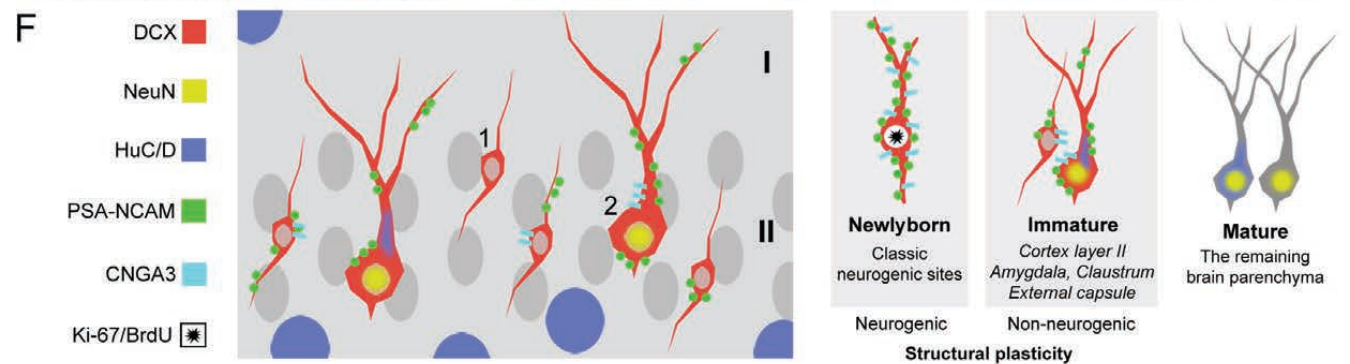 F
DCX
NeuN
HuC/D
PSA-NCAM
CNGA3
Ki-67/BrdU
I
1
2
II
Newlyborn
Classic
neurogenic sites
Neurogenic
Immature
Cortex layer II
Amygdala, Claustrum
External capsule
Non-neurogenic
Mature
The remaining
brain parenchyma
Structural plasticity